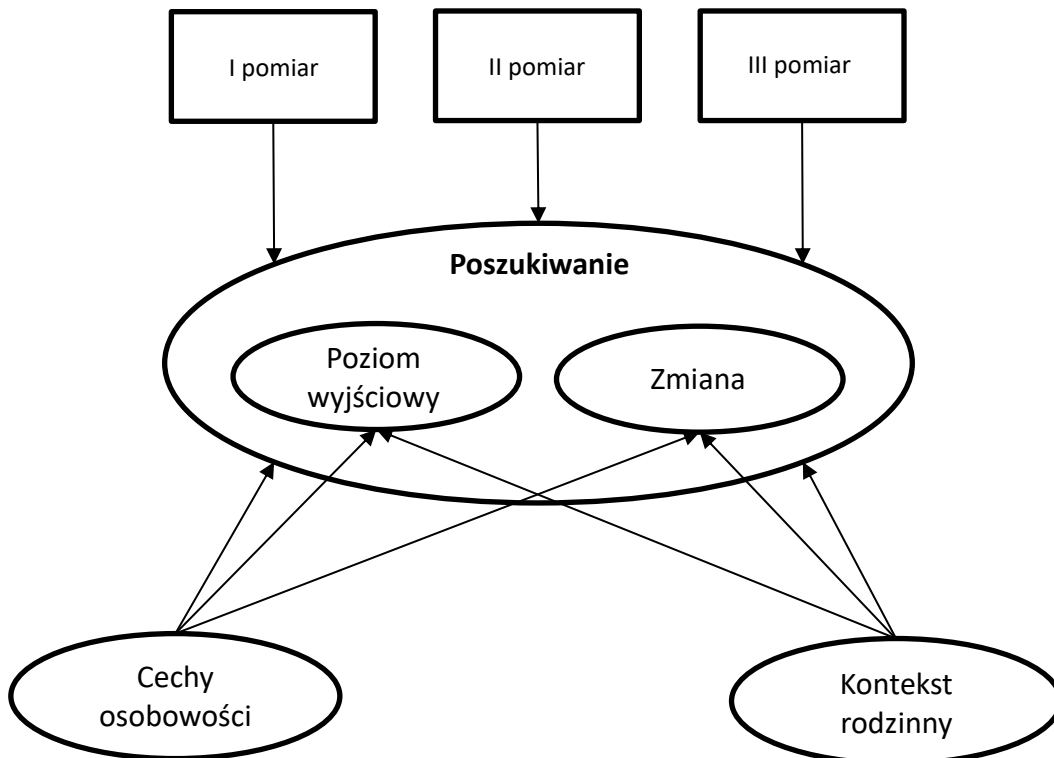 I pomiar
II pomiar
III pomiar
Poszukiwanie
Poziom
wyjściowy
Zmiana
Cechy
osobowości
Kontekst
rodzinny